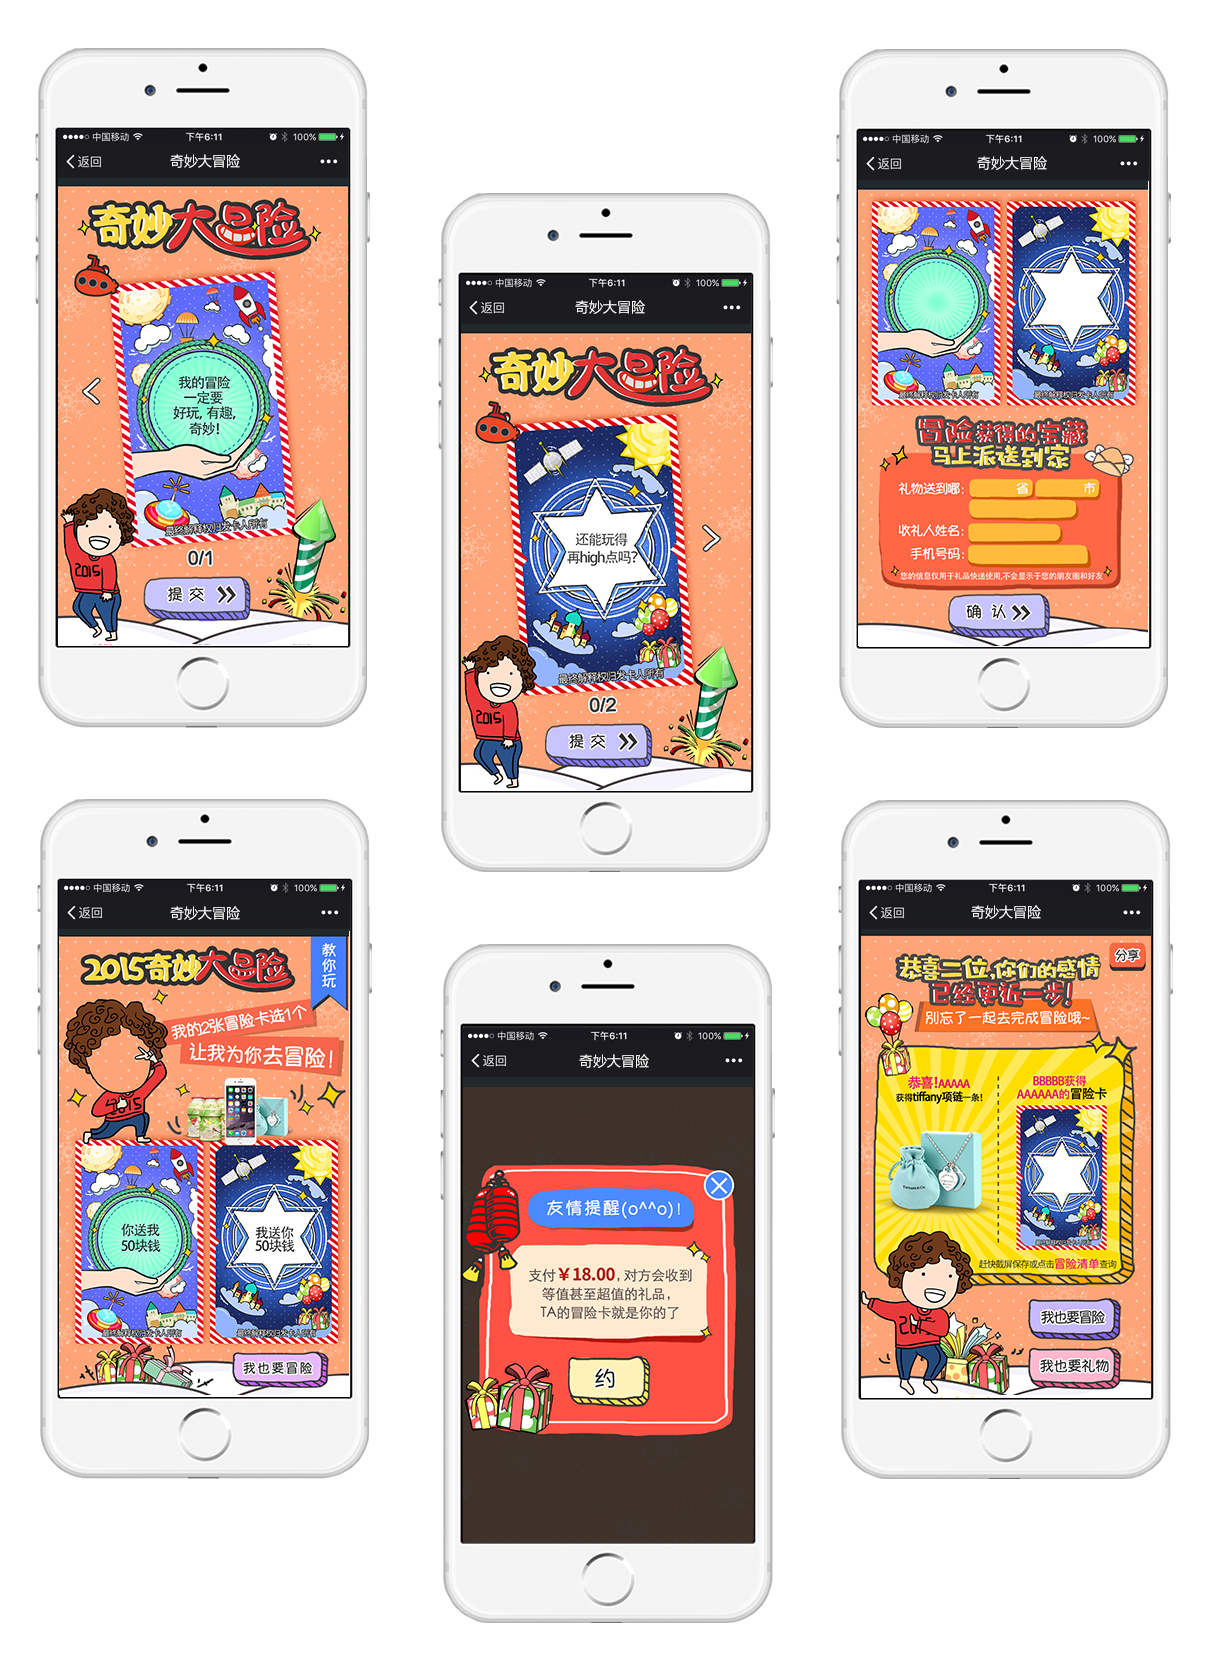 中国移动 下午6:11 100%
返回 奇妙大冒险
奇妙大冒险
我的冒险
一定要
好玩, 有趣,
奇妙!
最终解释权归发卡人所有
2015
0/1
提 交
中国移动 下午6:11 100%
返回 奇妙大冒险
奇妙大冒险
还能玩得
再high点吗?
最终解释权归发卡人所有
2015
0/2
提 交
中国移动 下午6:11 100%
返回 奇妙大冒险
最终解释权归发卡人所有
最终解释权归发卡人所有
冒险获得的宝藏
马上派送到家
礼物送到哪: 省 市
收礼人姓名:
手机号码:
您的信息仅用于礼品快递使用,不会显示于您的朋友圈和好友
确 认
中国移动 下午6:11 100%
返回 奇妙大冒险
2015奇妙大冒险
教你玩
我的2张冒险卡选1个
让我为你去冒险!
2015
你送我
50块钱
最终解释权归发卡人所有
我送你
50块钱
最终解释权归发卡人所有
我也要冒险
中国移动 下午6:11 100%
返回 奇妙大冒险
友情提醒(o^^o)!
支付￥18.00, 对方会收到
等值甚至超值的礼品,
TA的冒险卡就是你的了
约
中国移动 下午6:11 100%
返回 奇妙大冒险
分享
恭喜二位,你们的感情
已经更近一步!
别忘了一起去完成冒险哦~
恭喜!AAAAA
获得tiffany项链一条!
BBBBB获得
AAAAAA的冒险卡
Tiffany & Co.
最终解释权归发卡人所有
赶快截屏保存或点击冒险清单查询
201
我也要冒险
我也要礼物